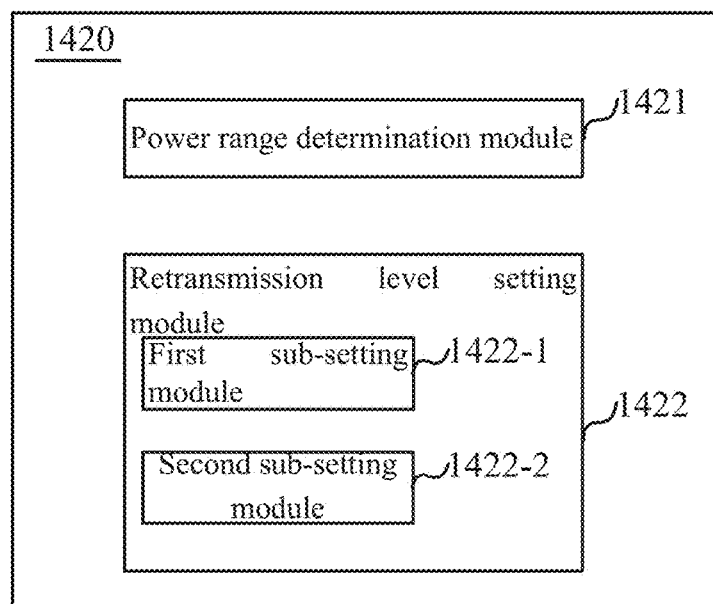 1420
1421
Power range determination module
Retransmission level setting
module
First sub-setting
module
1422-1
1422
Second sub-setting
module
1422-2